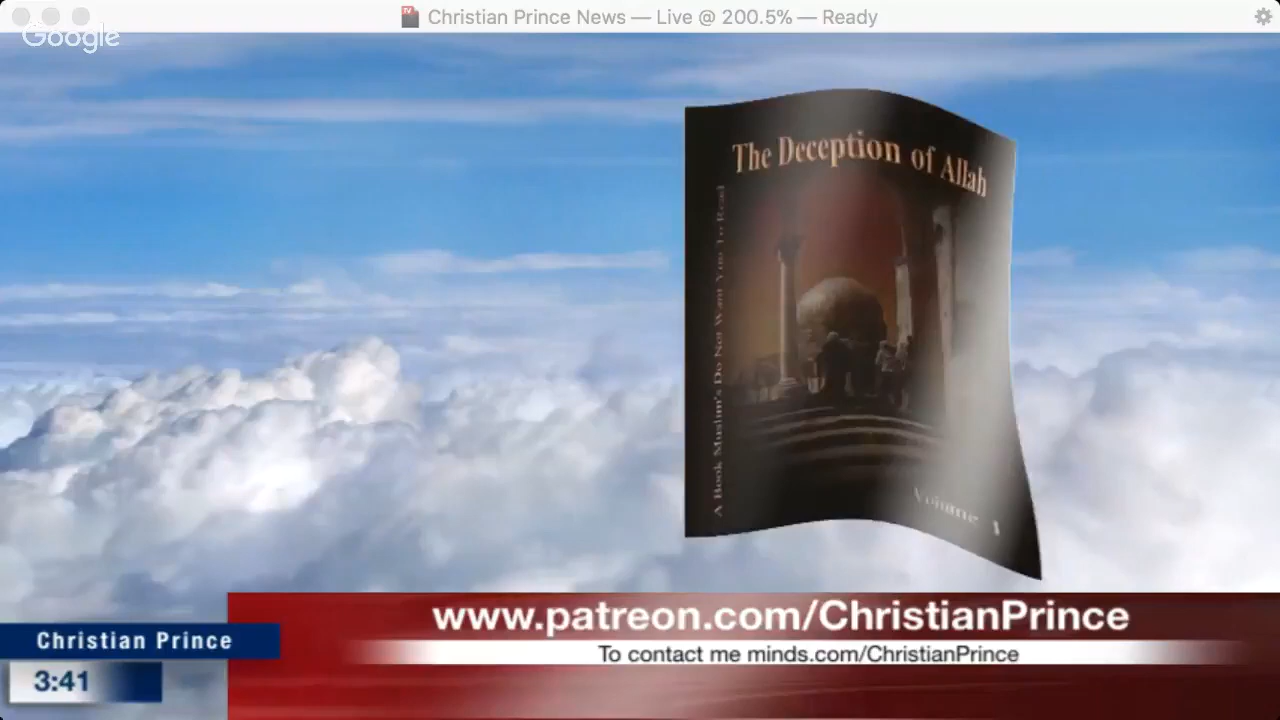 TV Christian Prince News — Live @ 200.5% — Ready
Google
The Deception of Allah
A Book Muslim's Do Not Want You To Read
Volume 1
www.patreon.com/ChristianPrince
Christian Prince
To contact me minds.com/ChristianPrince
3:41